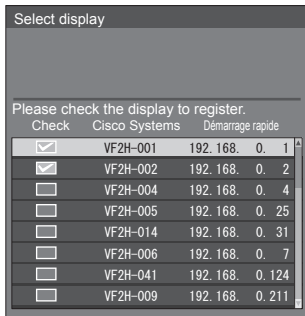 Select display
Please check the display to register.
Check Cisco Systems Démarrage rapide
VF2H-001 192. 168. 0. 1
VF2H-002 192. 168. 0. 2
VF2H-004 192. 168. 0. 4
VF2H-005 192. 168. 0. 25
VF2H-014 192. 168. 0. 31
VF2H-006 192. 168. 0. 7
VF2H-041 192. 168. 0. 124
VF2H-009 192. 168. 0. 211